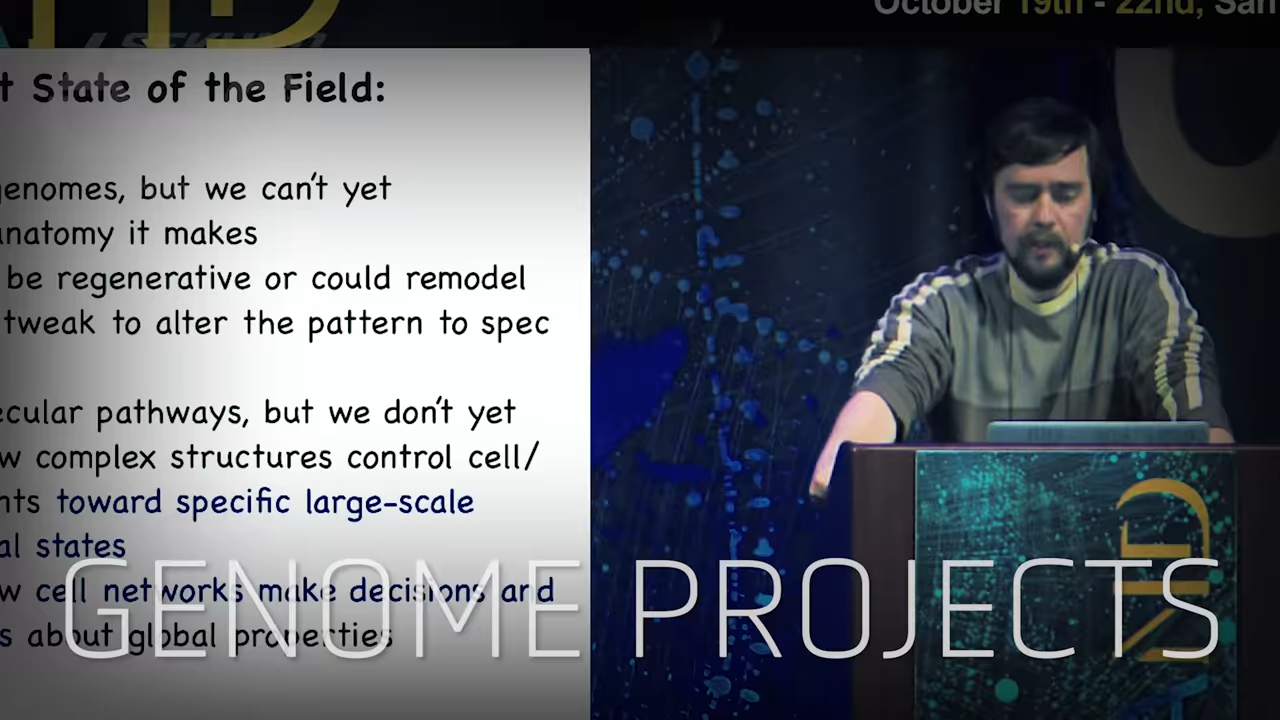 October 19th - 22nd, San
t State of the Field:
genomes, but we can't yet
anatomy it makes
be regenerative or could remodel
tweak to alter the pattern to spec
ecular pathways, but we don't yet
w complex structures control cell/
nts toward specific large-scale
al states
w cell networks make decisions and
s about global properties
GENOME PROJECTS